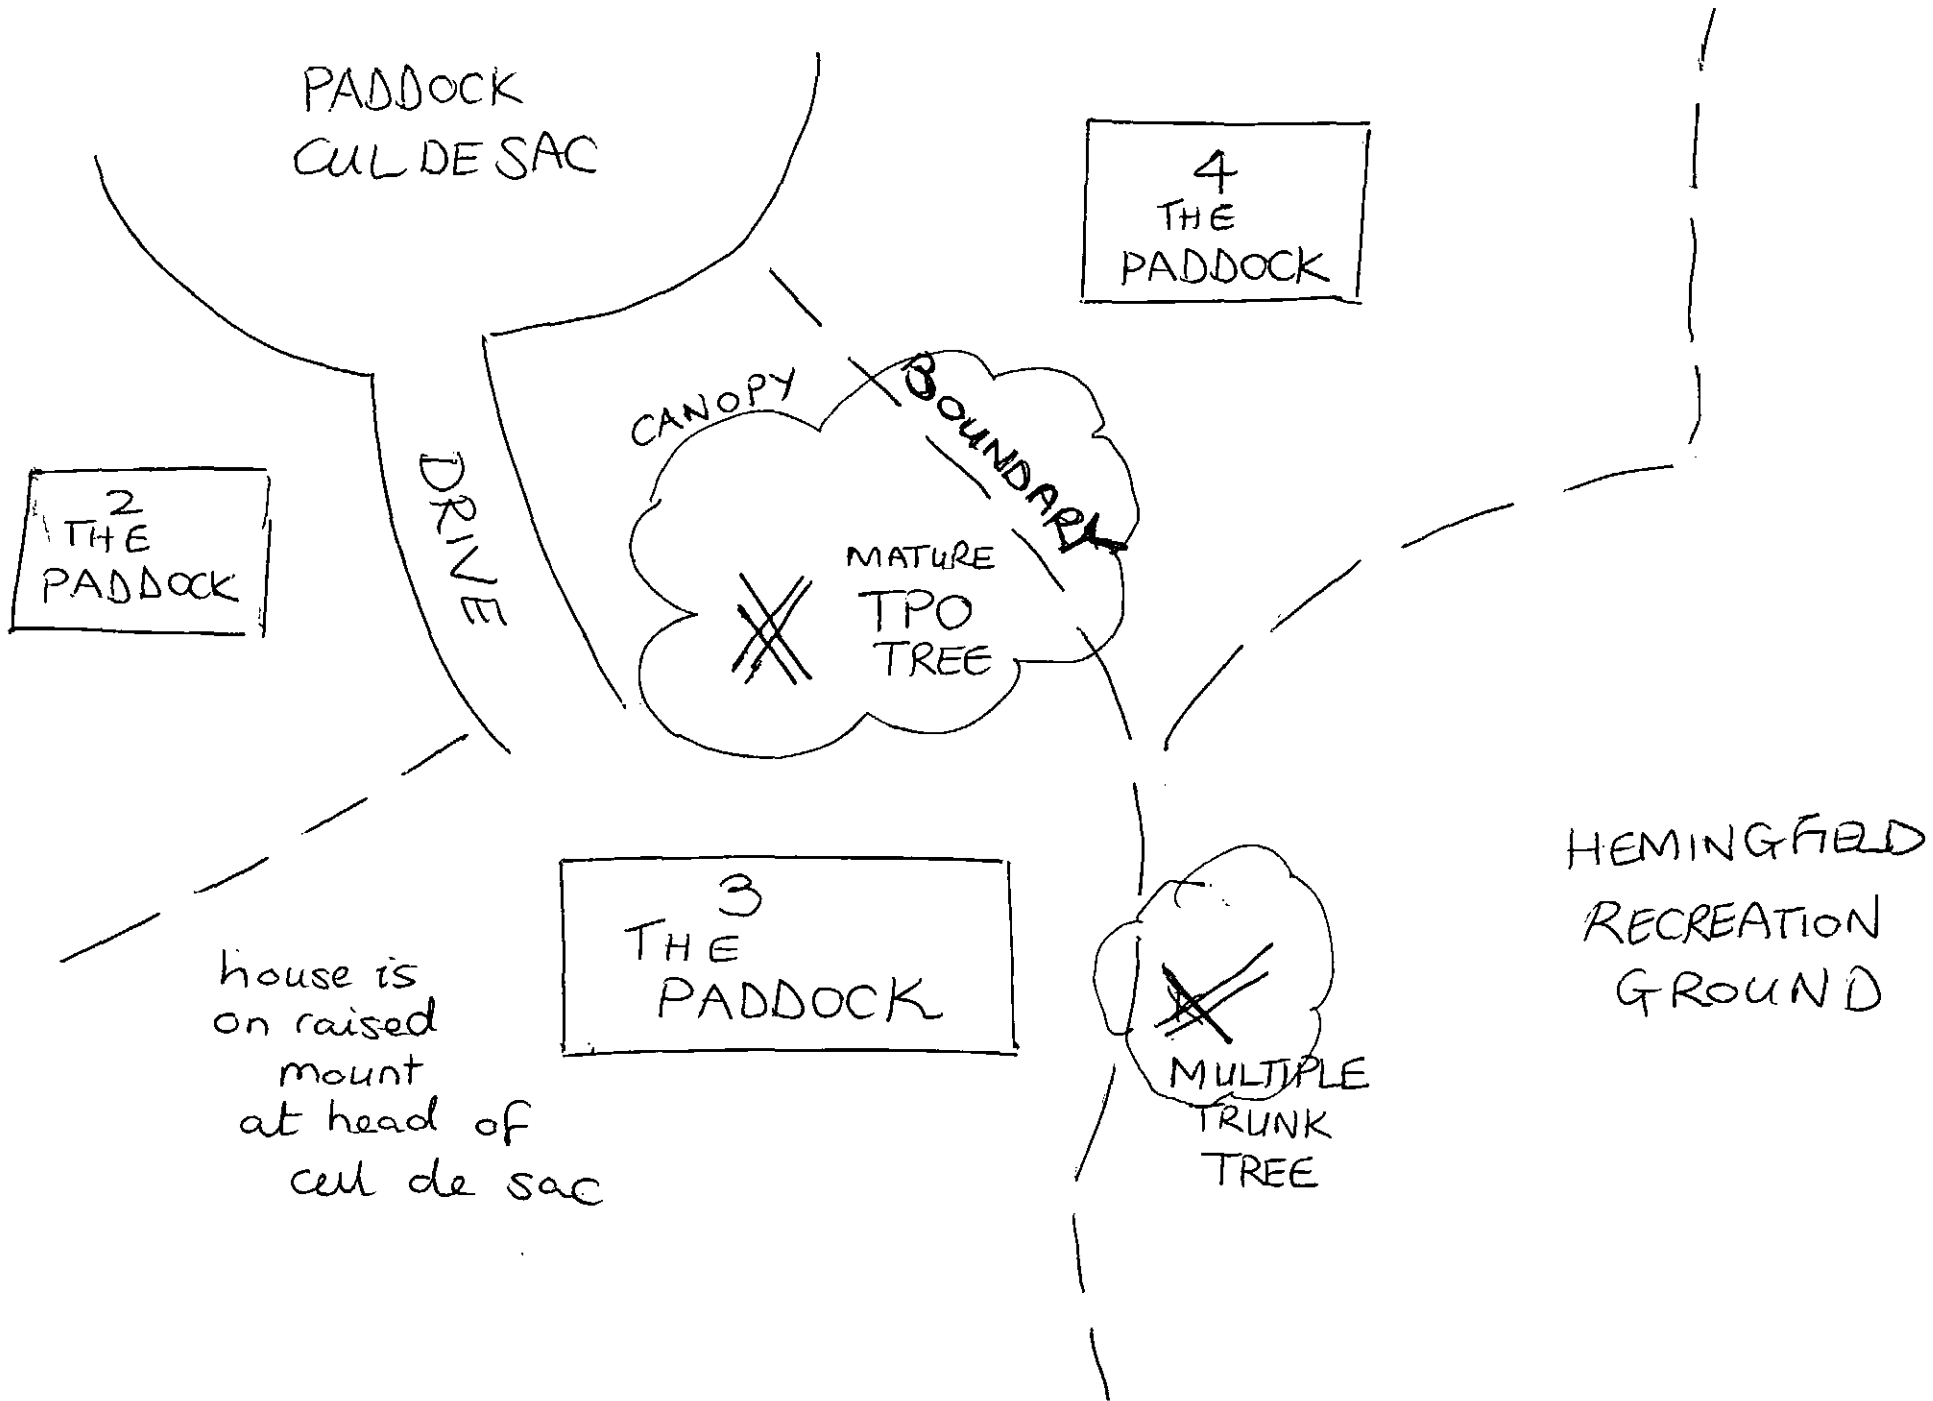 PADDOCK
CUL DE SAC
4
THE
PADDOCK
CANOPY
BOUNDARY
DRIVE
2
THE
PADDOCK
MATURE
TPO
TREE
HEMINGFIELD
RECREATION
GROUND
3
THE
PADDOCK
house is
on raised
mount
at head of
cul de sac
MULTIPLE
TRUNK
TREE